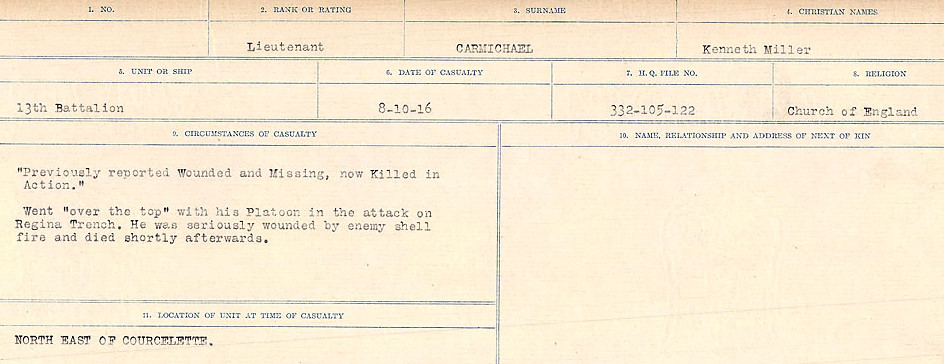 1. NO. 2. RANK OR RATING 3. SURNAME 4. CHRISTIAN NAMES
Lieutenant CARMICHAEL Kenneth Miller
5. UNIT OR SHIP 6. DATE OF CASUALTY 7. H. Q. FILE NO. 8. RELIGION
13th Battalion 8-10-16 332-105-122 Church of England
9. CIRCUMSTANCES OF CASUALTY 10. NAME, RELATIONSHIP AND ADDRESS OF NEXT OF KIN
"Previously reported Wounded and Missing, now Killed in
Action."
Went "over the top" with his Platoon in the attack on
Regina Trench. He was seriously wounded by enemy shell
fire and died shortly afterwards.
11. LOCATION OF UNIT AT TIME OF CASUALTY
NORTH EAST OF COURCELETTE.